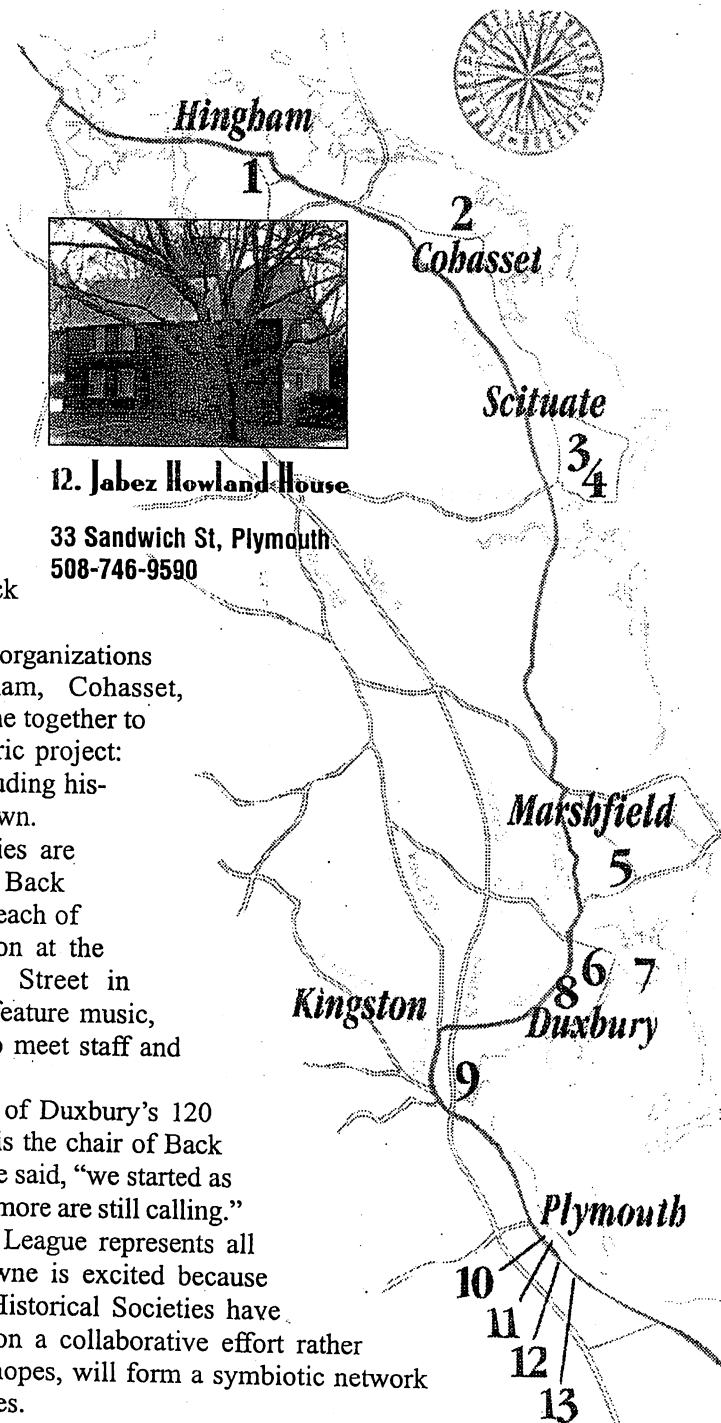 Hingham
1
2
Cohasset
Scituate
3
4
12. Jabez Howland House
33 Sandwich St, Plymouth
508-746-9590
ck
organizations
am, Cohasset,
ne together to
ric project:
uding his-
wn.
ies are
Back
each of
on at the
Street in
feature music,
o meet staff and
of Duxbury's 120
is the chair of Back
e said, "we started as
more are still calling."
League represents all
wne is excited because
Historical Societies have
on a collaborative effort rather
hopes, will form a symbiotic network
es.
Marshfield
5
6
7
8
Duxbury
Kingston
9
Plymouth
10
11
12
13